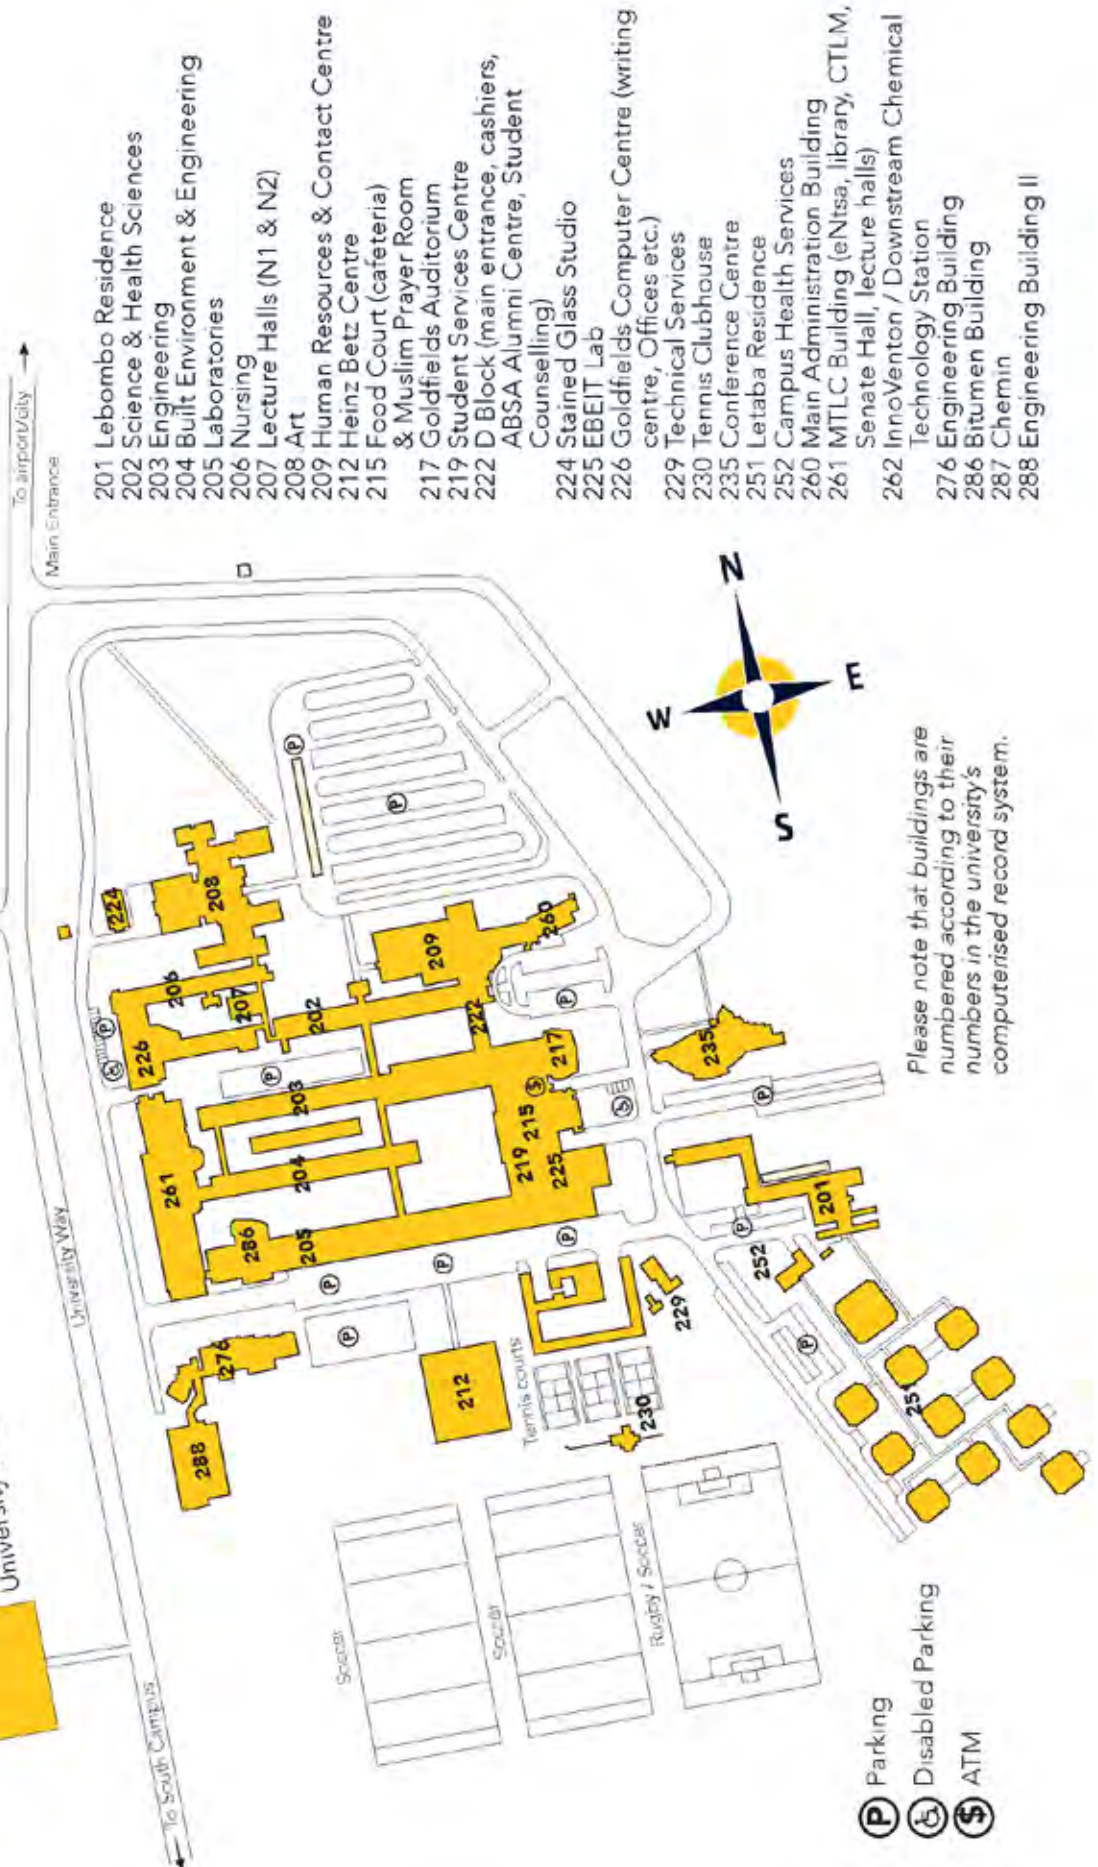 To airport/city
Main Entrance
University Way
To South Campus
224
208
206
207
226
202
209
260
222
203
217
215
219
225
235
204
261
286
205
201
252
229
276
212
Tennis courts
230
288
Soccer
Soccer
Rugby / Soccer
N
W
E
S
201 Lebombo Residence
202 Science & Health Sciences
203 Engineering
204 Built Environment & Engineering
205 Laboratories
206 Nursing
207 Lecture Halls (N1 & N2)
208 Art
209 Human Resources & Contact Centre
212 Heinz Betz Centre
215 Food Court (cafeteria)
& Muslim Prayer Room
217 Goldfields Auditorium
219 Student Services Centre
222 D Block (main entrance, cashiers,
ABSA Alumni Centre, Student
Counselling)
224 Stained Glass Studio
225 EBEIT Lab
226 Goldfields Computer Centre (writing
centre, Offices etc.)
229 Technical Services
230 Tennis Clubhouse
235 Conference Centre
251 Letaba Residence
252 Campus Health Services
260 Main Administration Building
261 MTLC Building (eNtsa, library, CTLM,
Senate Hall, lecture halls)
262 InnoVenton / Downstream Chemical
Technology Station
276 Engineering Building
286 Bitumen Building
287 Chemin
288 Engineering Building II
Please note that buildings are
numbered according to their
numbers in the university's
computerised record system.
P Parking
Disabled Parking
$ ATM